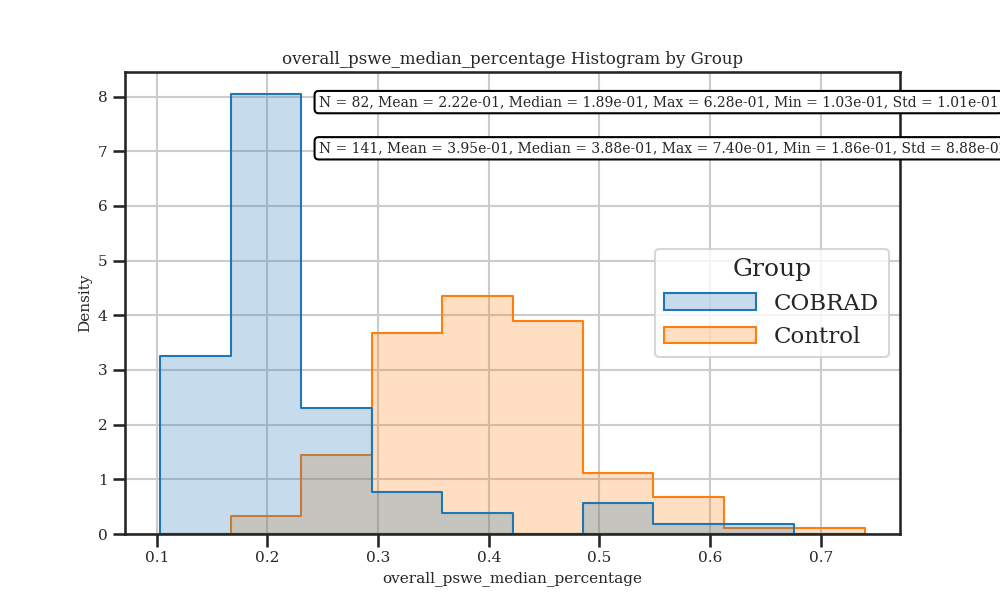 overall_pswe_median_percentage Histogram by Group
N = 82, Mean = 2.22e-01, Median = 1.89e-01, Max = 6.28e-01, Min = 1.03e-01, Std = 1.01e-01
N = 141, Mean = 3.95e-01, Median = 3.88e-01, Max = 7.40e-01, Min = 1.86e-01, Std = 8.88e-0
8
7
6
5
4
3
2
1
0
Density
Group
COBRAD
Control
0.1 0.2 0.3 0.4 0.5 0.6 0.7
overall_pswe_median_percentage